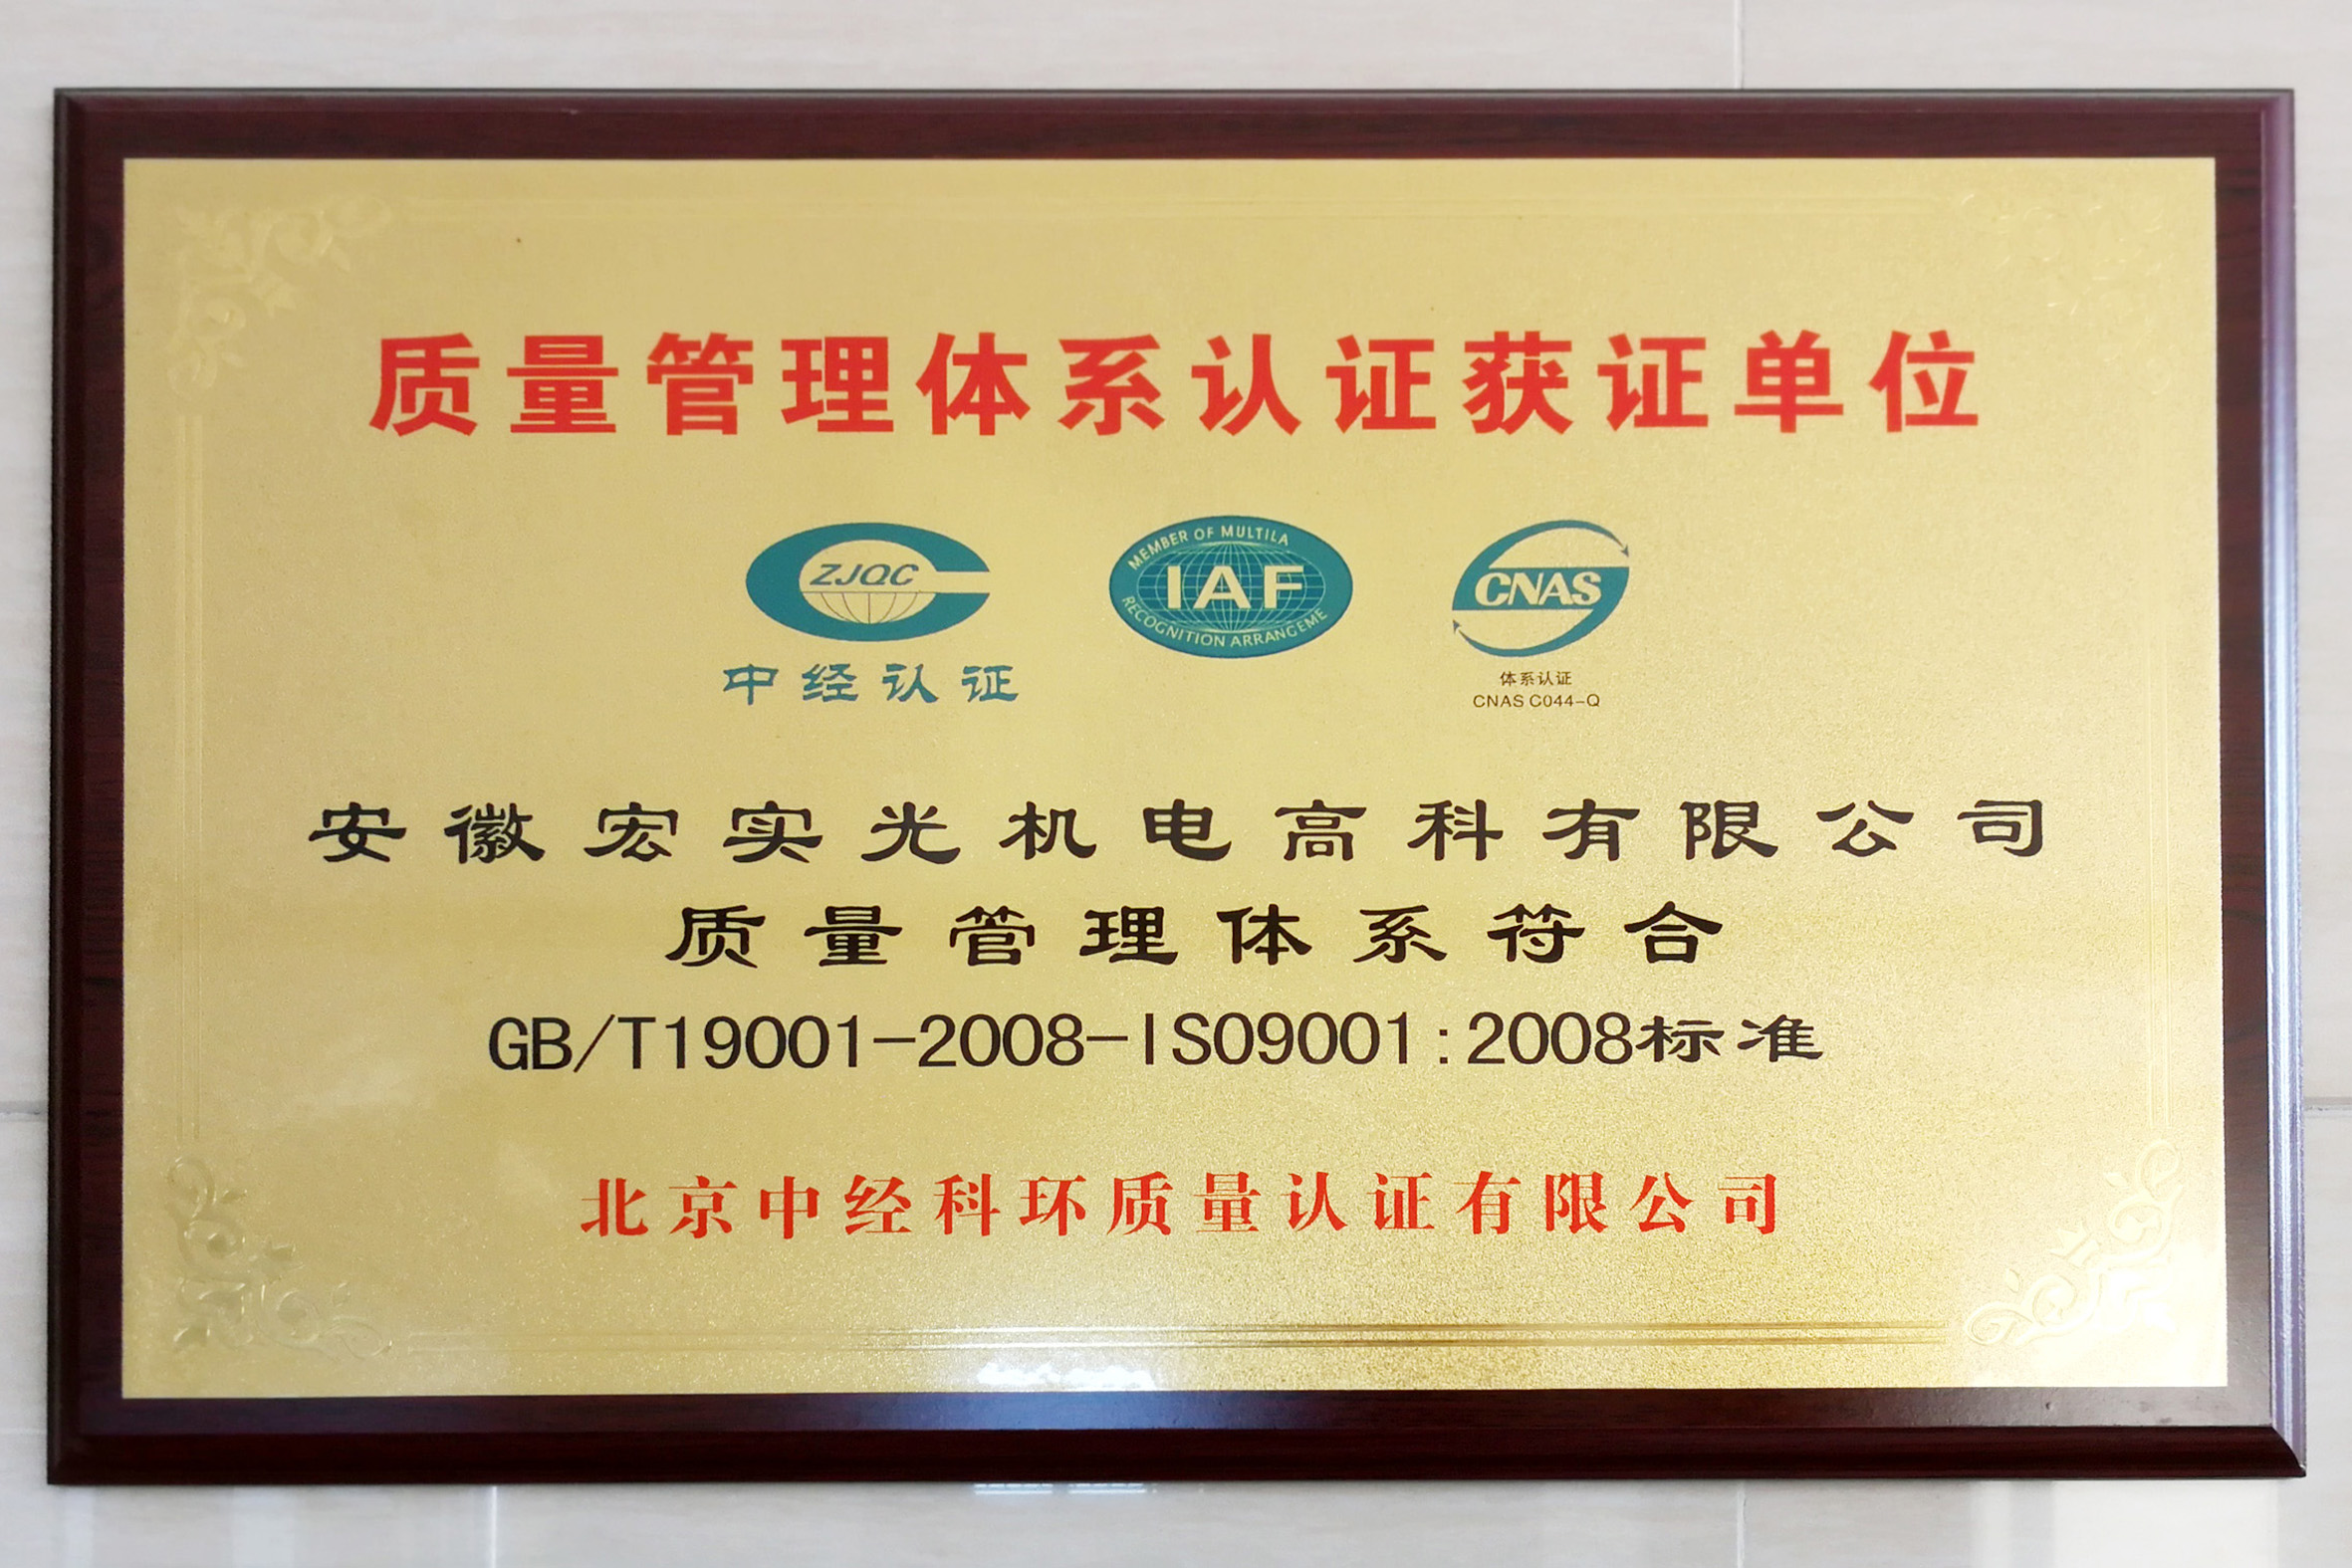 质量管理体系认证获证单位
ZJQC
中经认证
MEMBER OF MULTILA
IAF
RECOGNITION ARRANGEME
CNAS
体系认证
CNAS C044-Q
安徽宏实光机电高科有限公司
质量管理体系符合
GB/T19001-2008-ISO9001:2008标准
北京中经科环质量认证有限公司